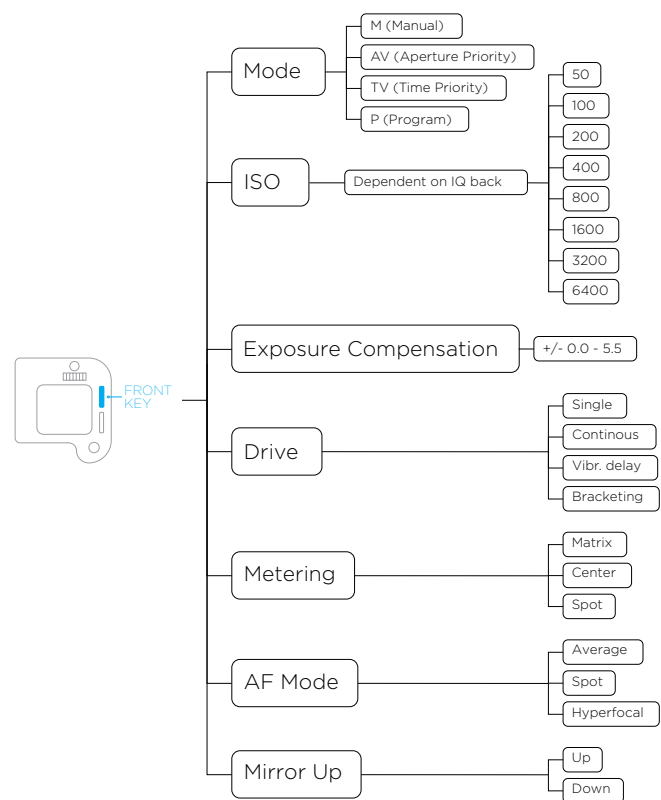 FRONT
KEY
Mode
M (Manual)
AV (Aperture Priority)
TV (Time Priority)
P (Program)
ISO
Dependent on IQ back
50
100
200
400
800
1600
3200
6400
Exposure Compensation
+/- 0.0 - 5.5
Drive
Single
Continous
Vibr. delay
Bracketing
Metering
Matrix
Center
Spot
AF Mode
Average
Spot
Hyperfocal
Mirror Up
Up
Down